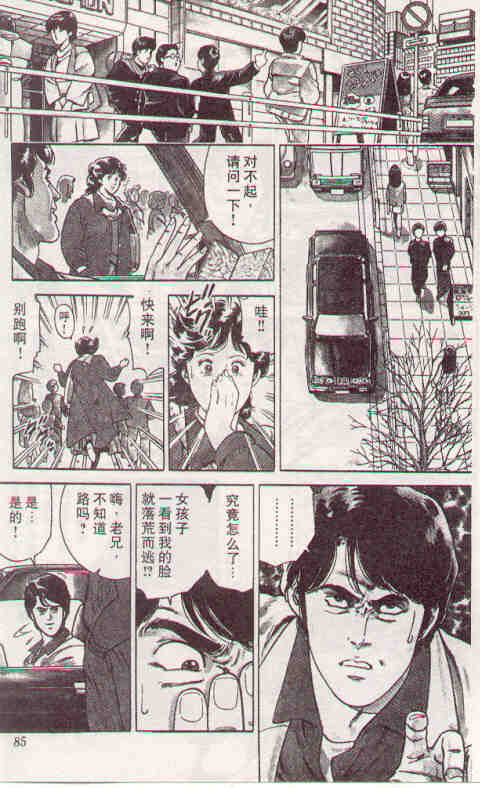 对不起，
请问一下！
哇!!
快来啊！
呼！
别跑啊！
…………
究竟怎么了…
女孩子
一看到我的脸
就落荒而逃!?
嗨，老兄，
不知道
路吗？
是…
是的！
85